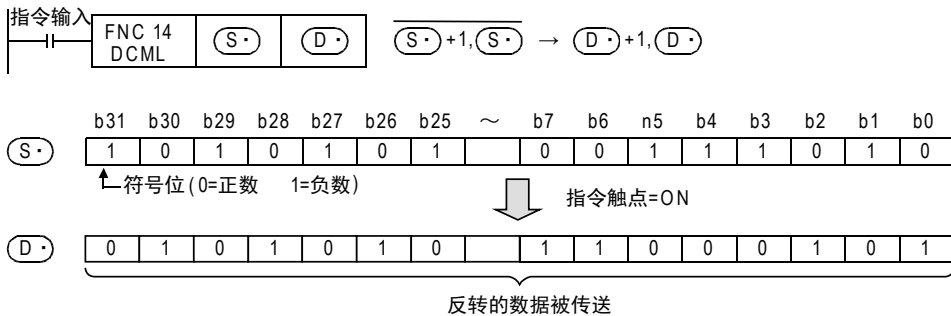 指令输入
FNC 14 DCML S· D· S·+1,S· → D·+1,D·
b31 b30 b29 b28 b27 b26 b25 ～ b7 b6 n5 b4 b3 b2 b1 b0
S· 1 0 1 0 1 0 1 0 0 1 1 1 0 1 0
符号位(0=正数 1=负数)
指令触点=ON
D· 0 1 0 1 0 1 0 1 1 0 0 0 1 0 1
反转的数据被传送